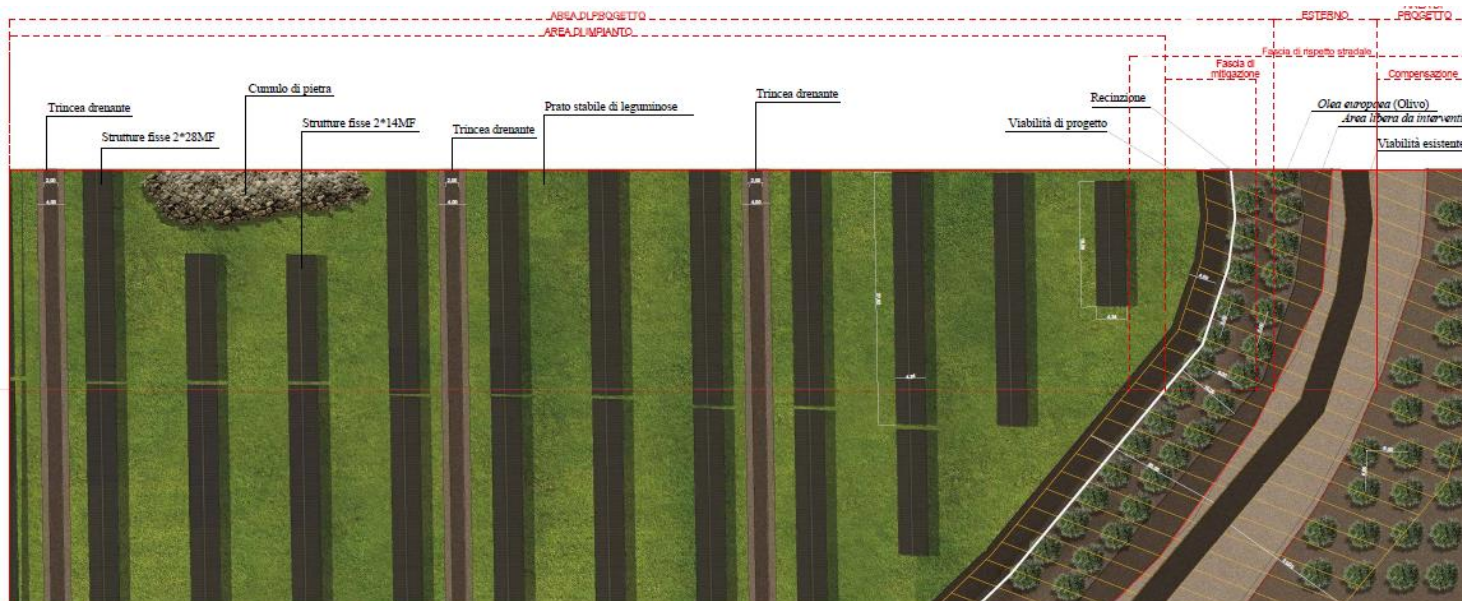 AREA DI PROGETTO
ESTERNO
PROGETTO
AREA DI IMPIANTO
Fascia di rispetto stradale
Fascia di
mitigazione
Compensazione
Trincea drenante
Cumulo di pietra
Prato stabile di leguminose
Trincea drenante
Recinzione
Olea europaea (Olivo)
Strutture fisse 2*28MF
Strutture fisse 2*14MF
Trincea drenante
Viabilità di progetto
Area libera da interventi
Viabilità esistente